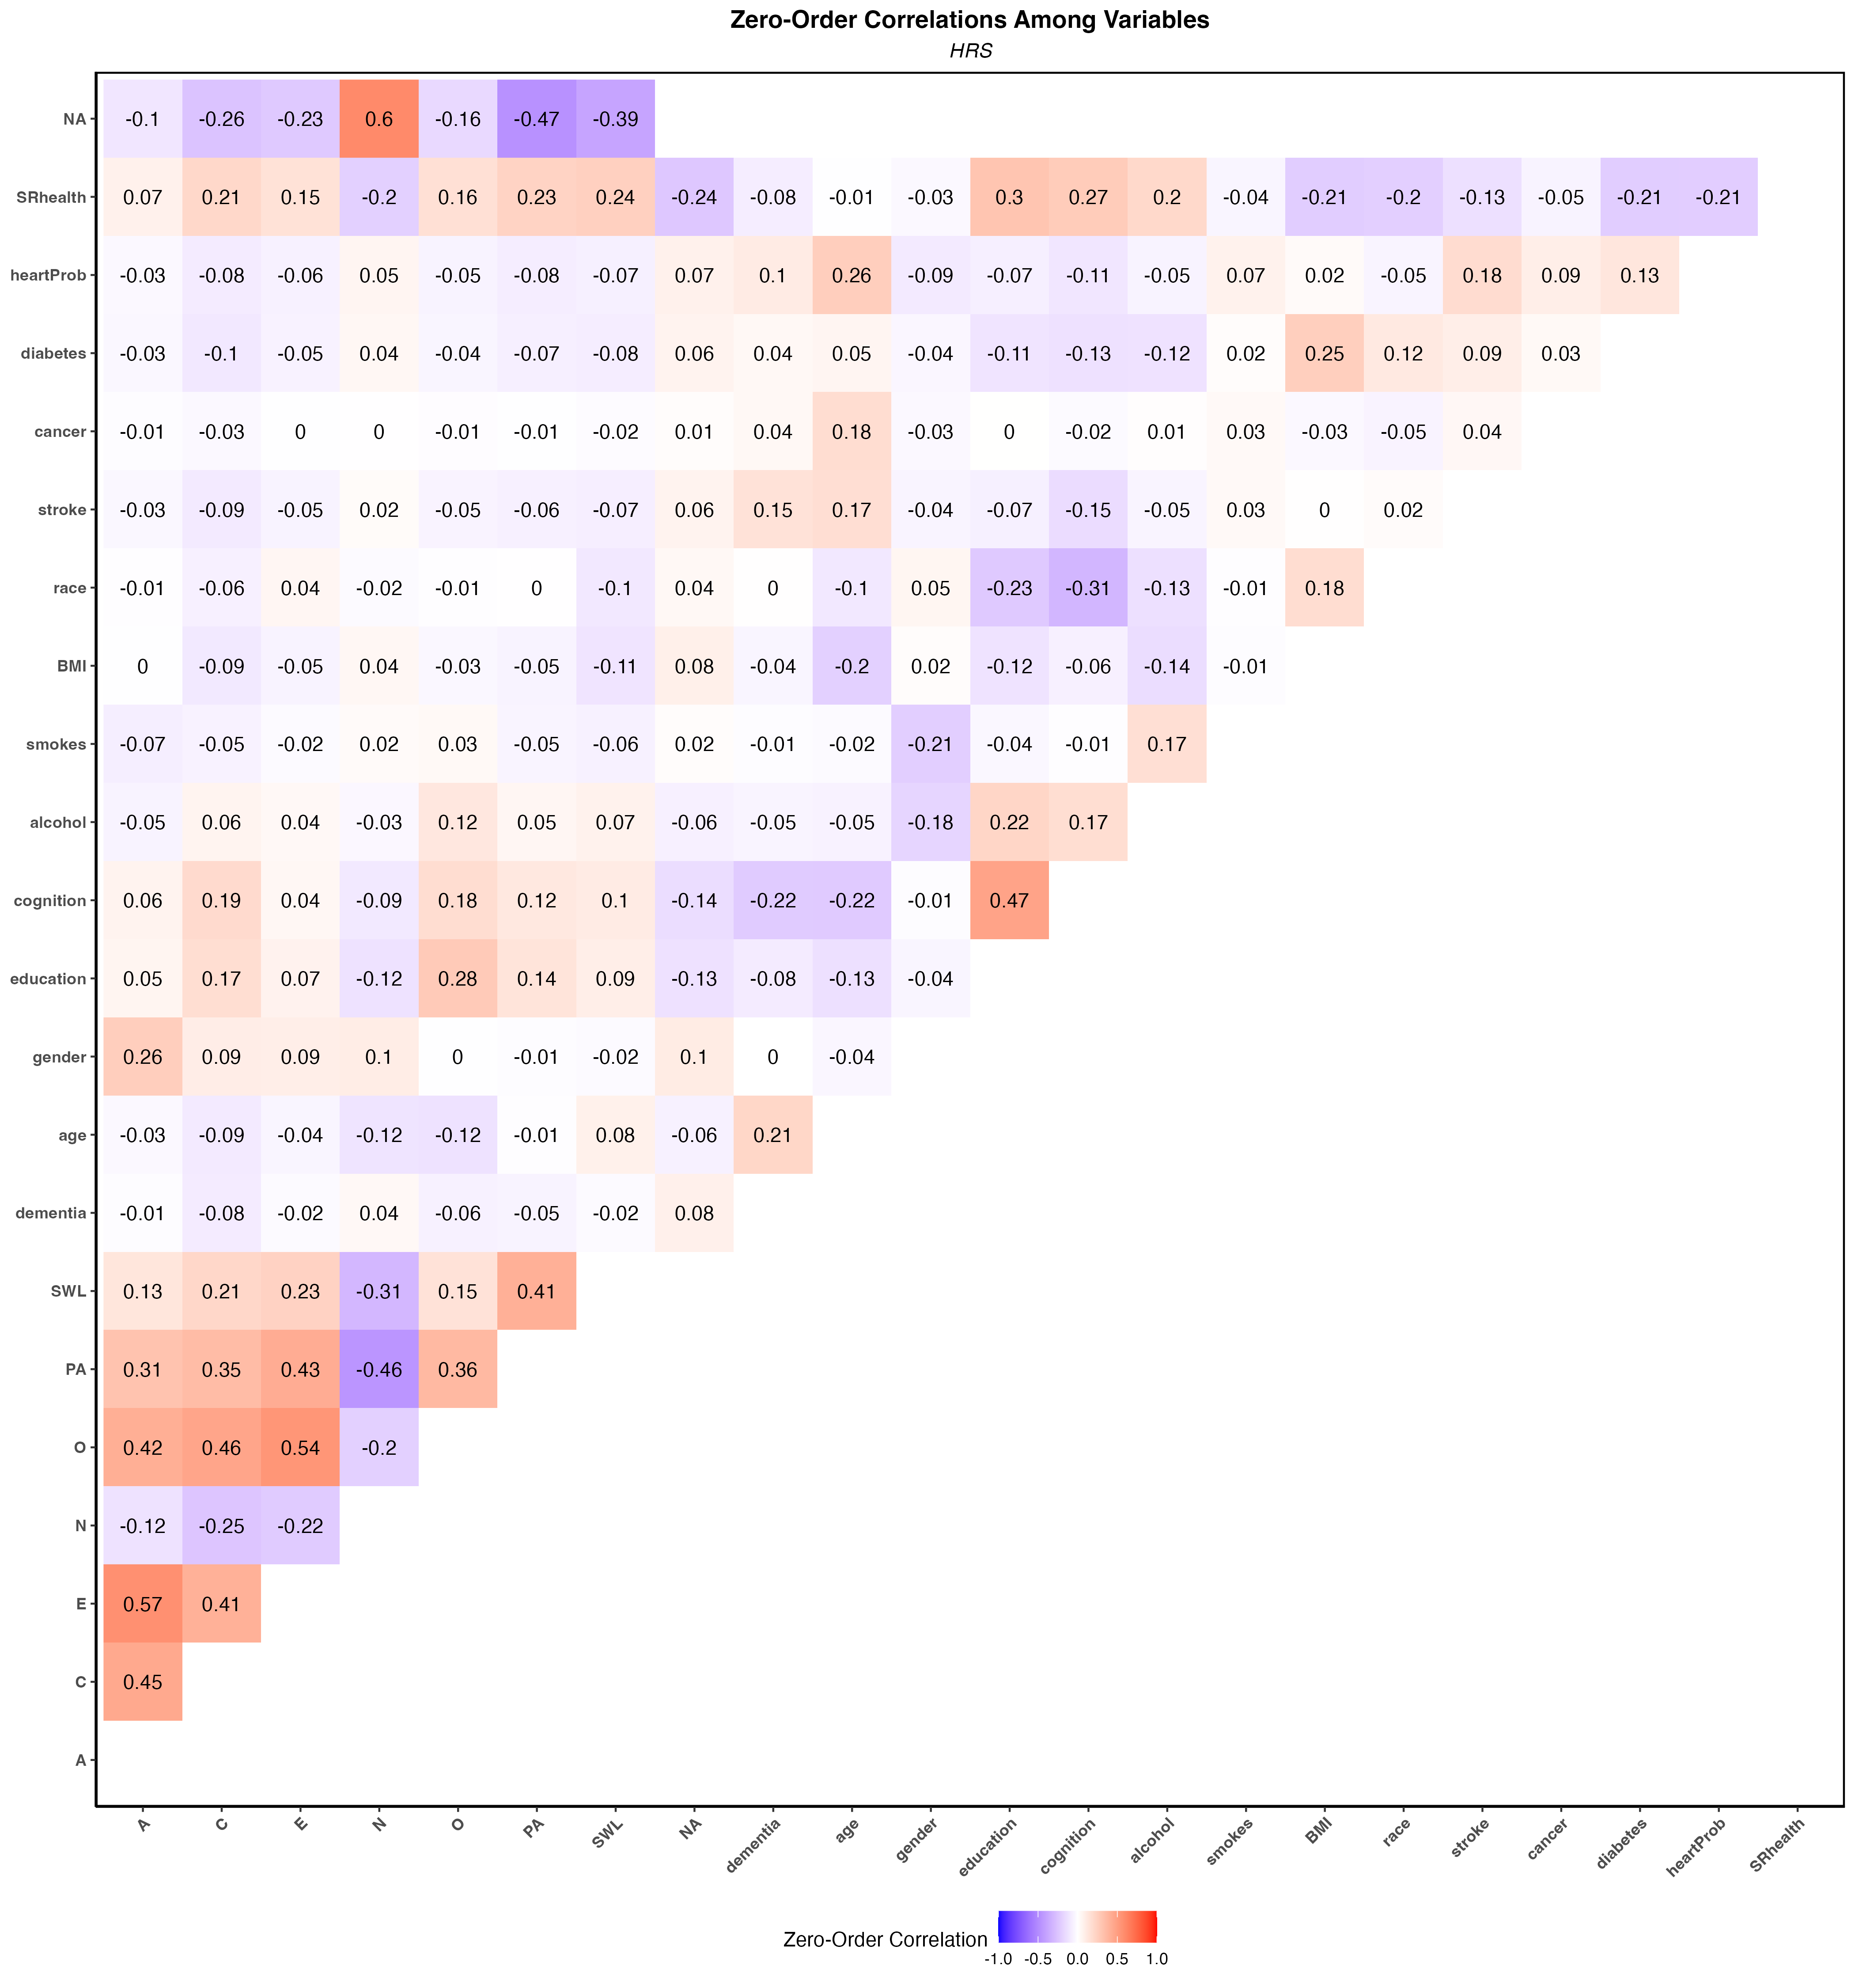 Zero-Order Correlations Among Variables
HRS
NA -0.1 -0.26 -0.23 0.6 -0.16 -0.47 -0.39
SRhealth 0.07 0.21 0.15 -0.2 0.16 0.23 0.24 -0.24 -0.08 -0.01 -0.03 0.3 0.27 0.2 -0.04 -0.21 -0.2 -0.13 -0.05 -0.21 -0.21
heartProb -0.03 -0.08 -0.06 0.05 -0.05 -0.08 -0.07 0.07 0.1 0.26 -0.09 -0.07 -0.11 -0.05 0.07 0.02 -0.05 0.18 0.09 0.13
diabetes -0.03 -0.1 -0.05 0.04 -0.04 -0.07 -0.08 0.06 0.04 0.05 -0.04 -0.11 -0.13 -0.12 0.02 0.25 0.12 0.09 0.03
cancer -0.01 -0.03 0 0 -0.01 -0.01 -0.02 0.01 0.04 0.18 -0.03 0 -0.02 0.01 0.03 -0.03 -0.05 0.04
stroke -0.03 -0.09 -0.05 0.02 -0.05 -0.06 -0.07 0.06 0.15 0.17 -0.04 -0.07 -0.15 -0.05 0.03 0 0.02
race -0.01 -0.06 0.04 -0.02 -0.01 0 -0.1 0.04 0 -0.1 0.05 -0.23 -0.31 -0.13 -0.01 0.18
BMI 0 -0.09 -0.05 0.04 -0.03 -0.05 -0.11 0.08 -0.04 -0.2 0.02 -0.12 -0.06 -0.14 -0.01
smokes -0.07 -0.05 -0.02 0.02 0.03 -0.05 -0.06 0.02 -0.01 -0.02 -0.21 -0.04 -0.01 0.17
alcohol -0.05 0.06 0.04 -0.03 0.12 0.05 0.07 -0.06 -0.05 -0.05 -0.18 0.22 0.17
cognition 0.06 0.19 0.04 -0.09 0.18 0.12 0.1 -0.14 -0.22 -0.22 -0.01 0.47
education 0.05 0.17 0.07 -0.12 0.28 0.14 0.09 -0.13 -0.08 -0.13 -0.04
gender 0.26 0.09 0.09 0.1 0 -0.01 -0.02 0.1 0 -0.04
age -0.03 -0.09 -0.04 -0.12 -0.12 -0.01 0.08 -0.06 0.21
dementia -0.01 -0.08 -0.02 0.04 -0.06 -0.05 -0.02 0.08
SWL 0.13 0.21 0.23 -0.31 0.15 0.41
PA 0.31 0.35 0.43 -0.46 0.36
O 0.42 0.46 0.54 -0.2
N -0.12 -0.25 -0.22
E 0.57 0.41
C 0.45
A
A C E N O PA SWL NA dementia age gender education cognition alcohol smokes BMI race stroke cancer diabetes heartProb SRhealth
Zero-Order Correlation
-1.0 -0.5 0.0 0.5 1.0